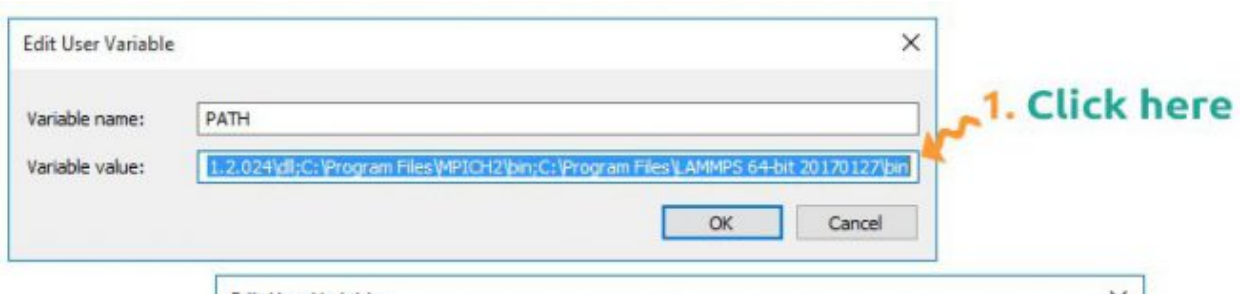 Edit User Variable
1. Click here
Variable name: PATH
Variable value: 1.2.024\dll;C:\Program Files\MPICH2\bin;C:\Program Files\LAMMPS 64-bit 20170127\bin
OK Cancel